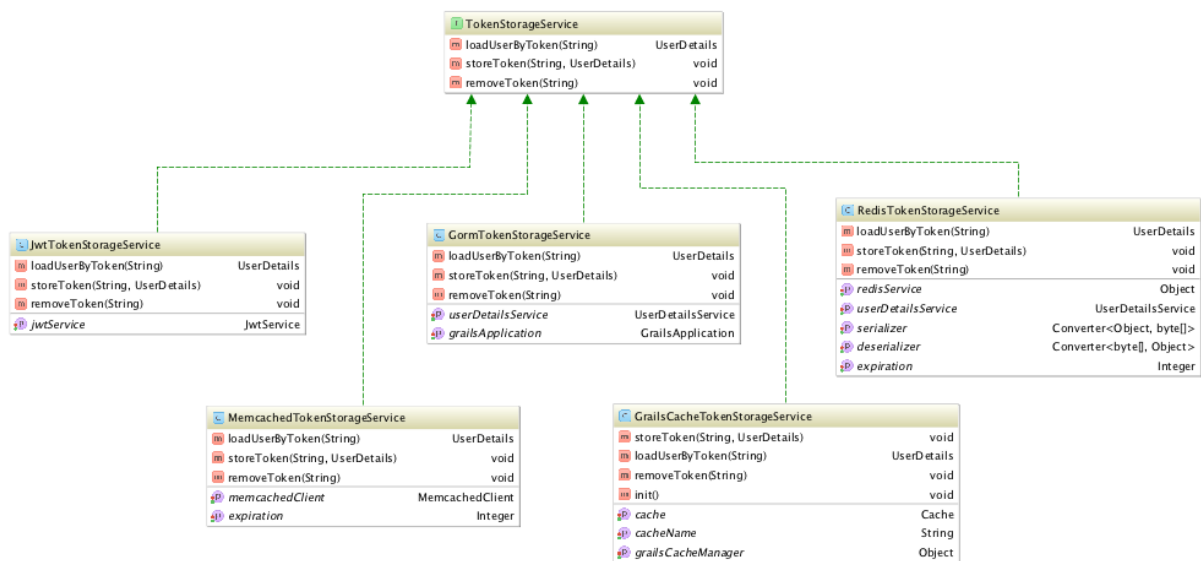 TokenStorageService
loadUserByToken(String) UserDetails
storeToken(String, UserDetails) void
removeToken(String) void
JwtTokenStorageService
loadUserByToken(String) UserDetails
storeToken(String, UserDetails) void
removeToken(String) void
jwtService JwtService
GormTokenStorageService
loadUserByToken(String) UserDetails
storeToken(String, UserDetails) void
removeToken(String) void
userDetailsService UserDetailsService
grailsApplication GrailsApplication
RedisTokenStorageService
loadUserByToken(String) UserDetails
storeToken(String, UserDetails) void
removeToken(String) void
redisService Object
userDetailsService UserDetailsService
serializer Converter<Object, byte[]>
deserializer Converter<byte[], Object>
expiration Integer
MemcachedTokenStorageService
loadUserByToken(String) UserDetails
storeToken(String, UserDetails) void
removeToken(String) void
memcachedClient MemcachedClient
expiration Integer
GrailsCacheTokenStorageService
storeToken(String, UserDetails) void
loadUserByToken(String) UserDetails
removeToken(String) void
init() void
cache Cache
cacheName String
grailsCacheManager Object